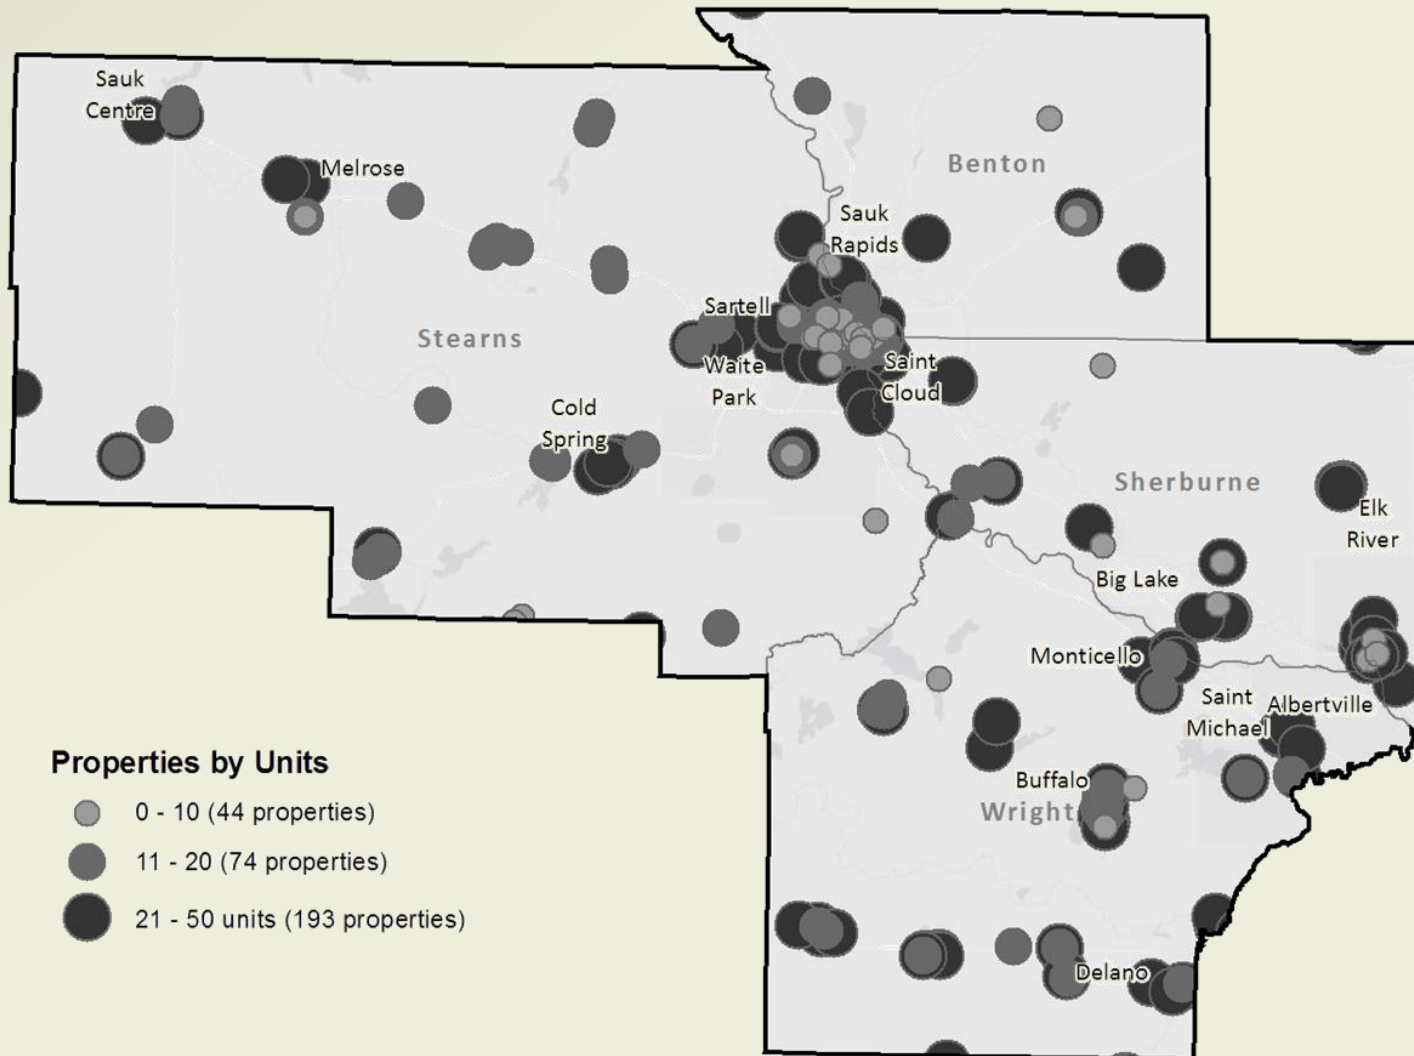 Sauk
Centre
Melrose
Benton
Sauk
Rapids
Sartell
Stearns
Waite
Park
Saint
Cloud
Cold
Spring
Sherburne
Elk
River
Big Lake
Monticello
Saint
Michael
Albertville
Buffalo
Wright
Delano
Properties by Units
0 - 10 (44 properties)
11 - 20 (74 properties)
21 - 50 units (193 properties)